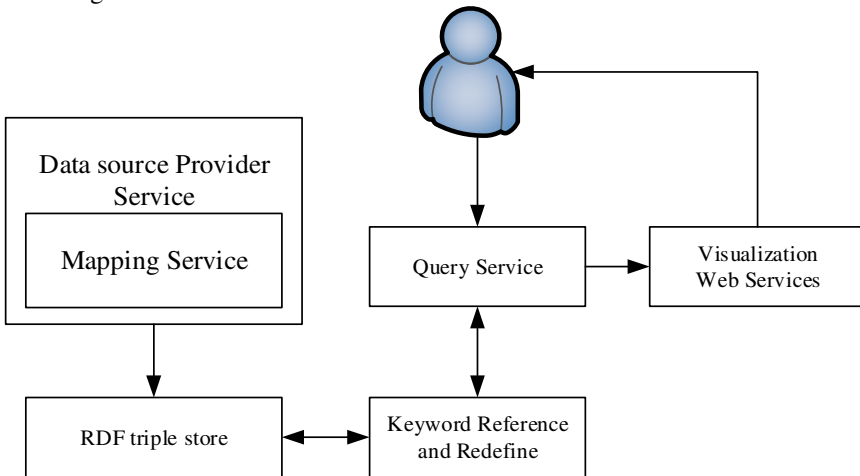 Data source Provider
Service
Mapping Service
Query Service
Visualization
Web Services
RDF triple store
Keyword Reference
and Redefine